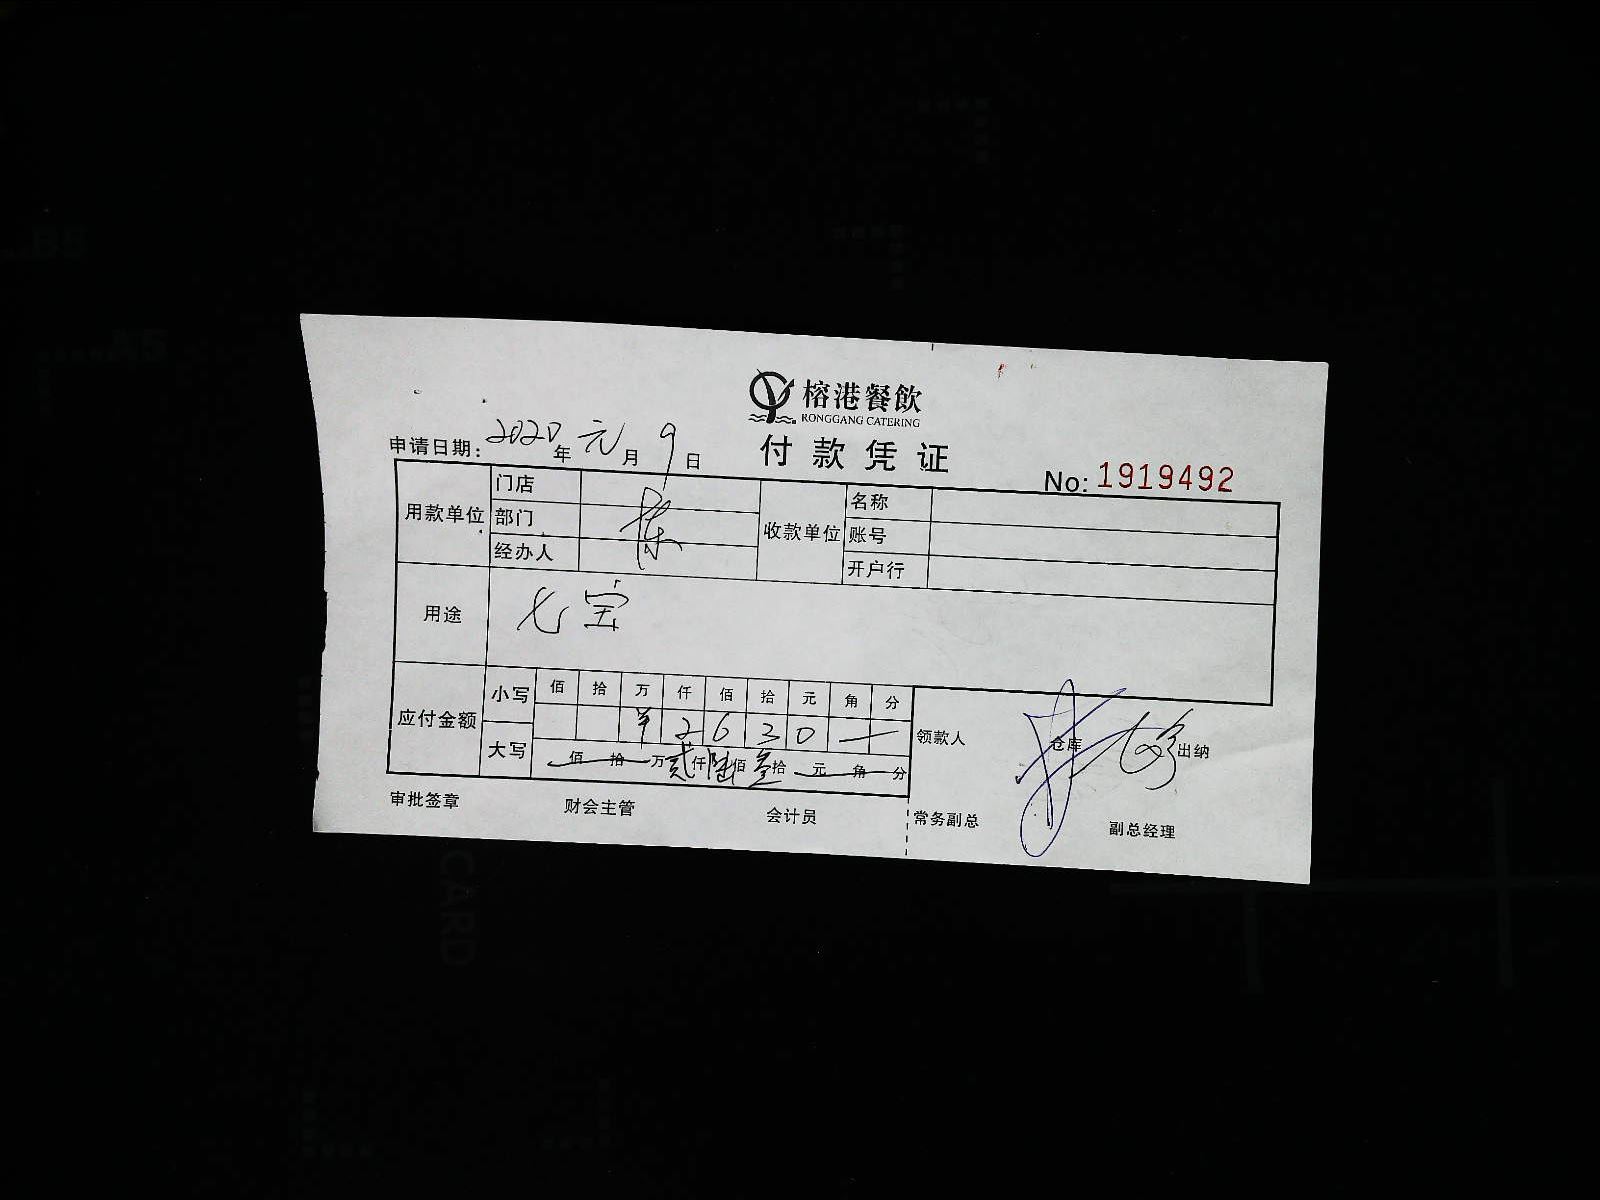 榕港餐飲
RONGGANG CATERING
付款凭证
申请日期: 2020年元月9日
No: 1919492
用款单位 门店 收款单位 名称
部门 陈 账号
经办人 开户行
用途 七宝
应付金额 小写 佰 拾 万 仟 佰 拾 元 角 分
¥ 2 6 3 0 —
大写 佰 拾 万 贰仟 陆佰 叁拾 元 角 分
领款人 仓库 出纳
审批签章 财会主管 会计员 常务副总 副总经理